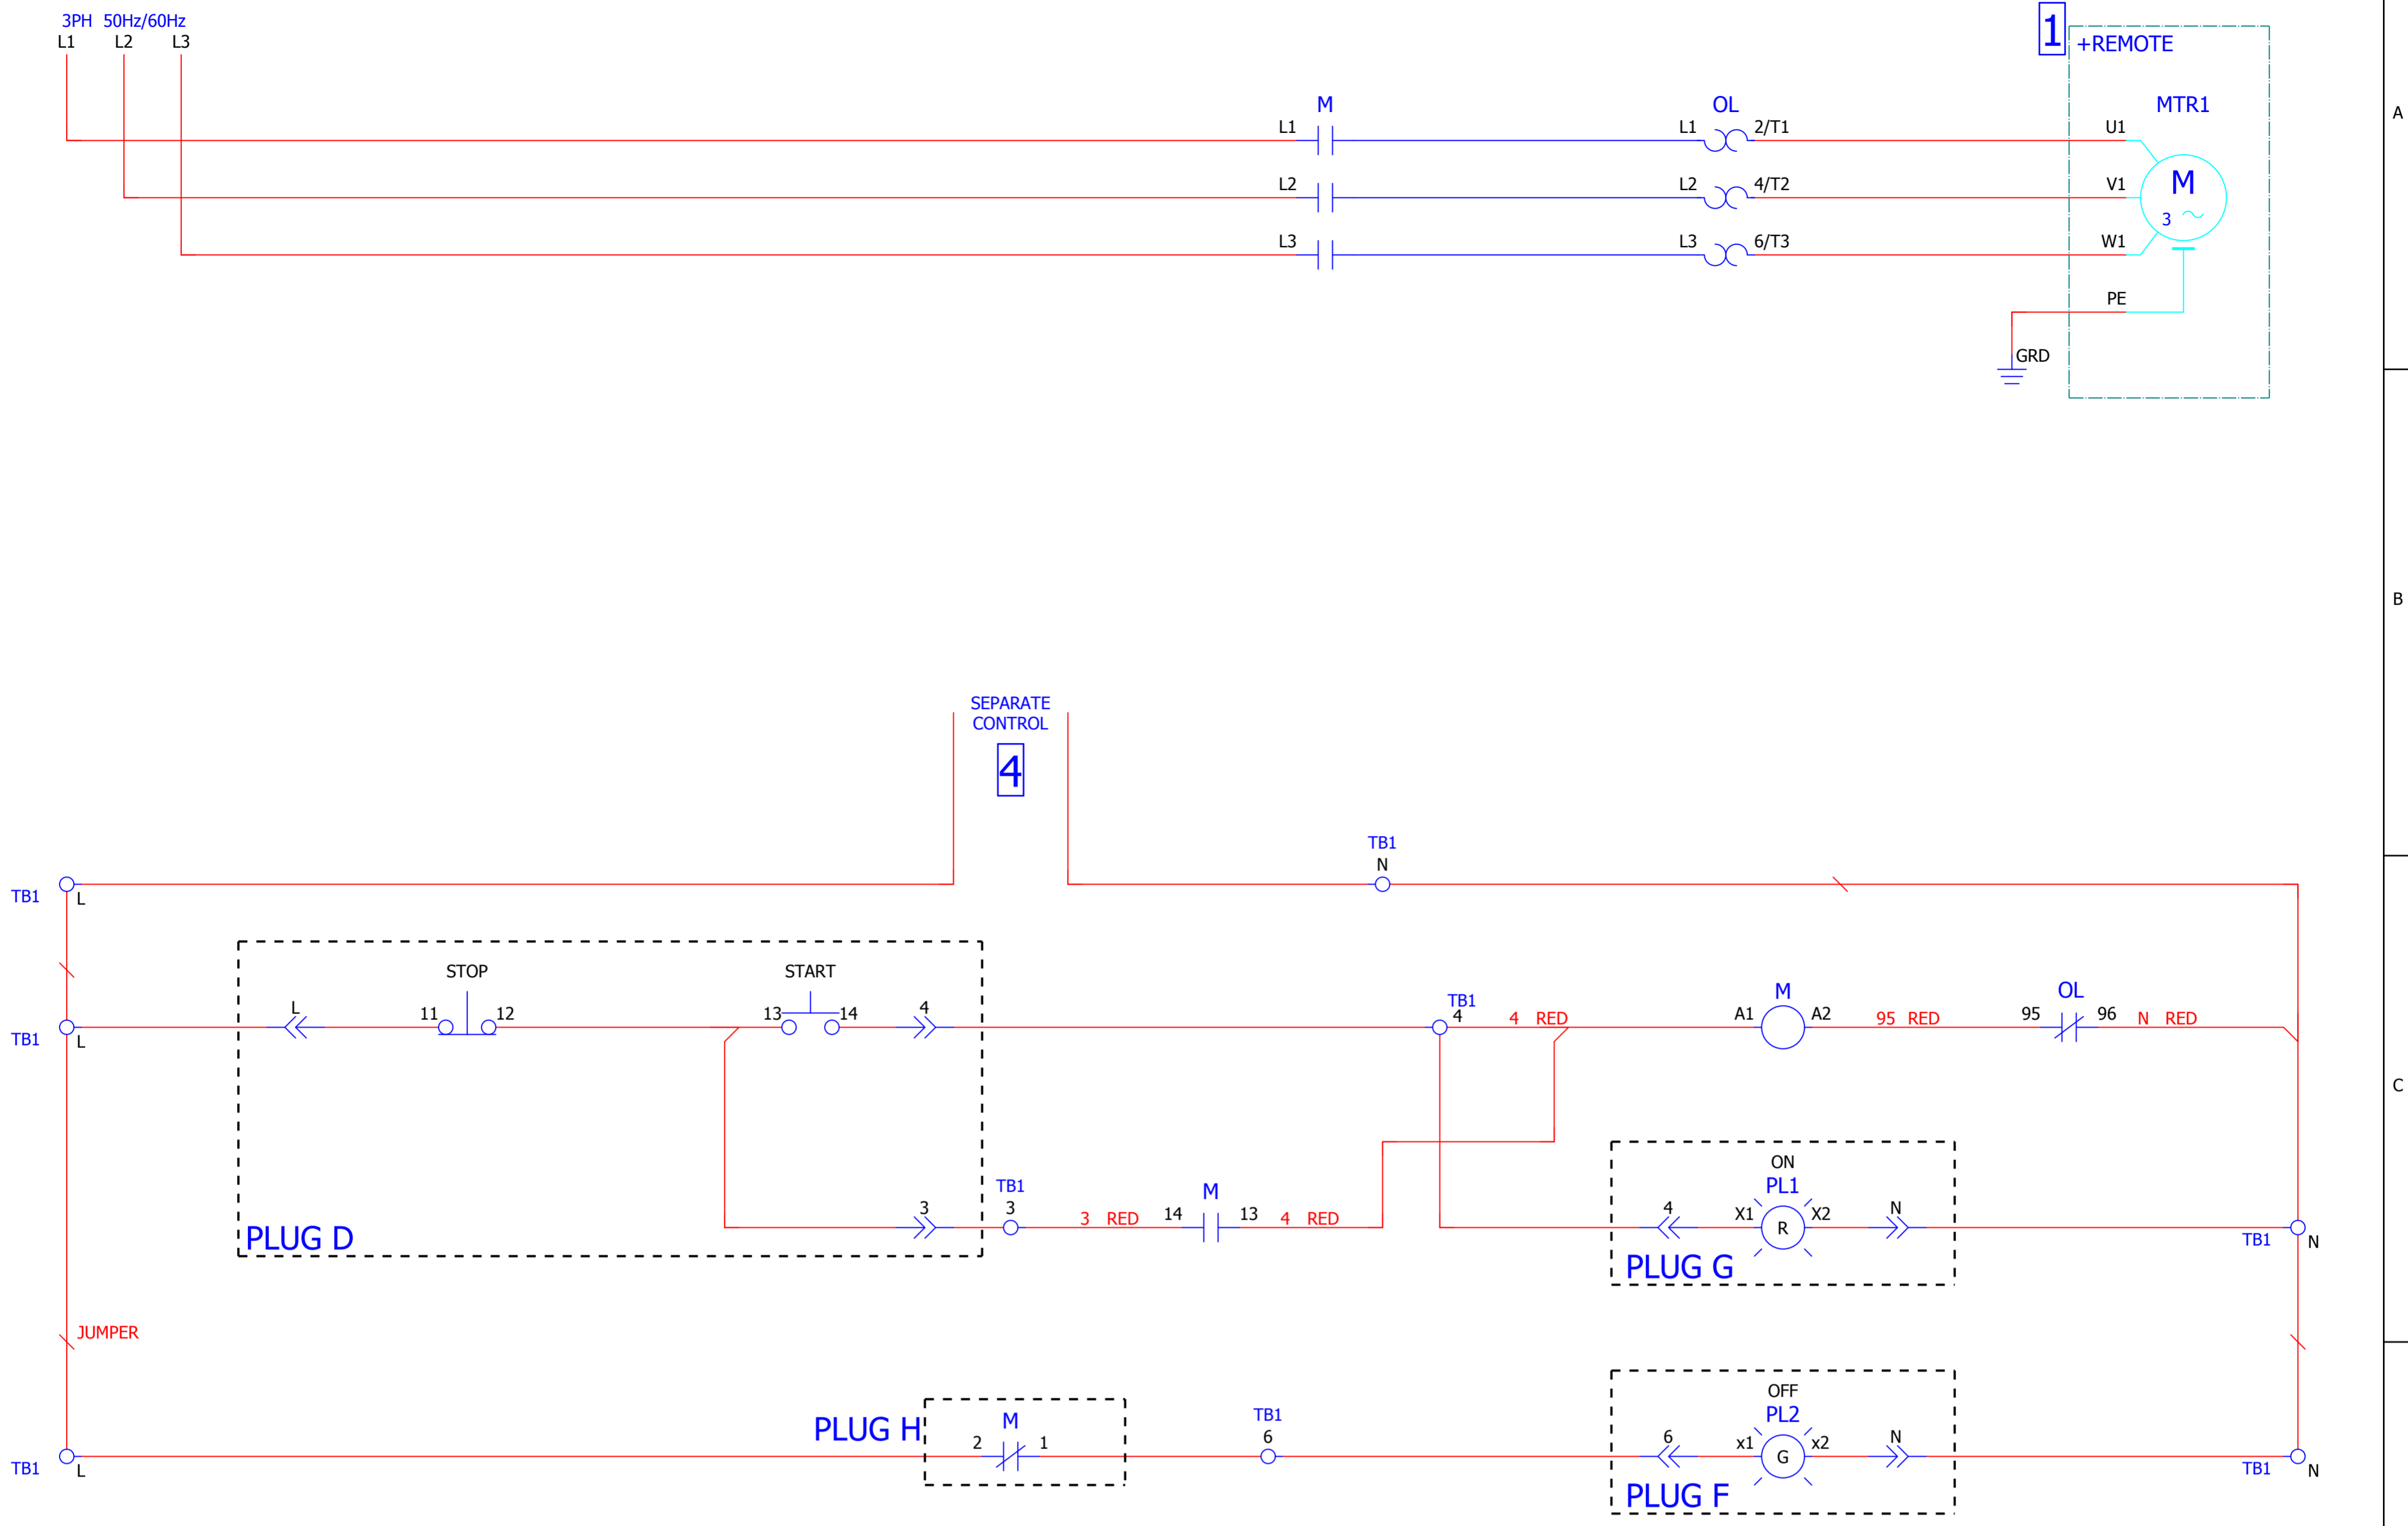 3PH 50Hz/60Hz
L1 L2 L3
1
+REMOTE
A
M OL MTR1
L1 L1 2/T1 U1
L2 L2 4/T2 V1
M
3
L3 L3 6/T3 W1
PE
GRD
B
SEPARATE
CONTROL
4
TB1
N
TB1 L
STOP START
L 11 12 13 14 4
TB1
4 4 RED
M
A1 A2 95 RED
OL
95 96 N RED
TB1 L
C
ON
PL1
TB1
3 3 3 RED
M
14 13 4 RED
4 X1 R X2 N
PLUG D
PLUG G
TB1 N
JUMPER
OFF
PL2
PLUG H
M
2 1
TB1
6
6 x1 G x2 N
TB1 L
TB1 N
PLUG F